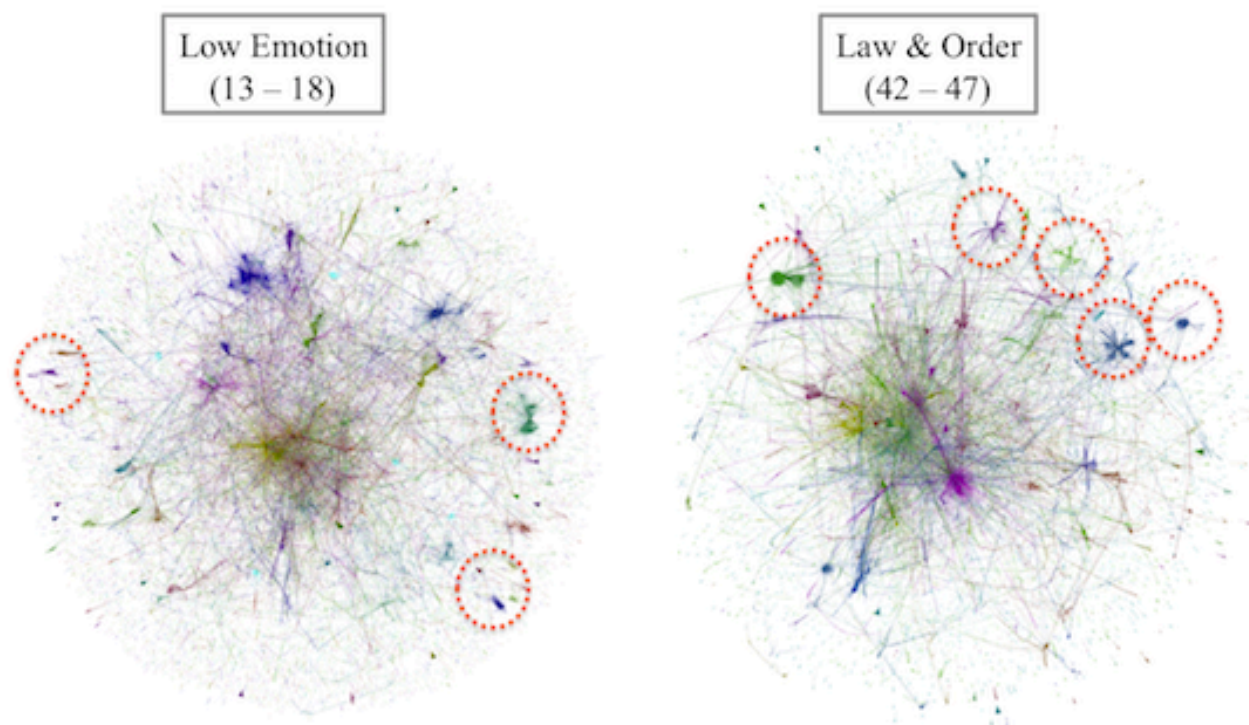 Low Emotion
(13 – 18)
Law & Order
(42 – 47)